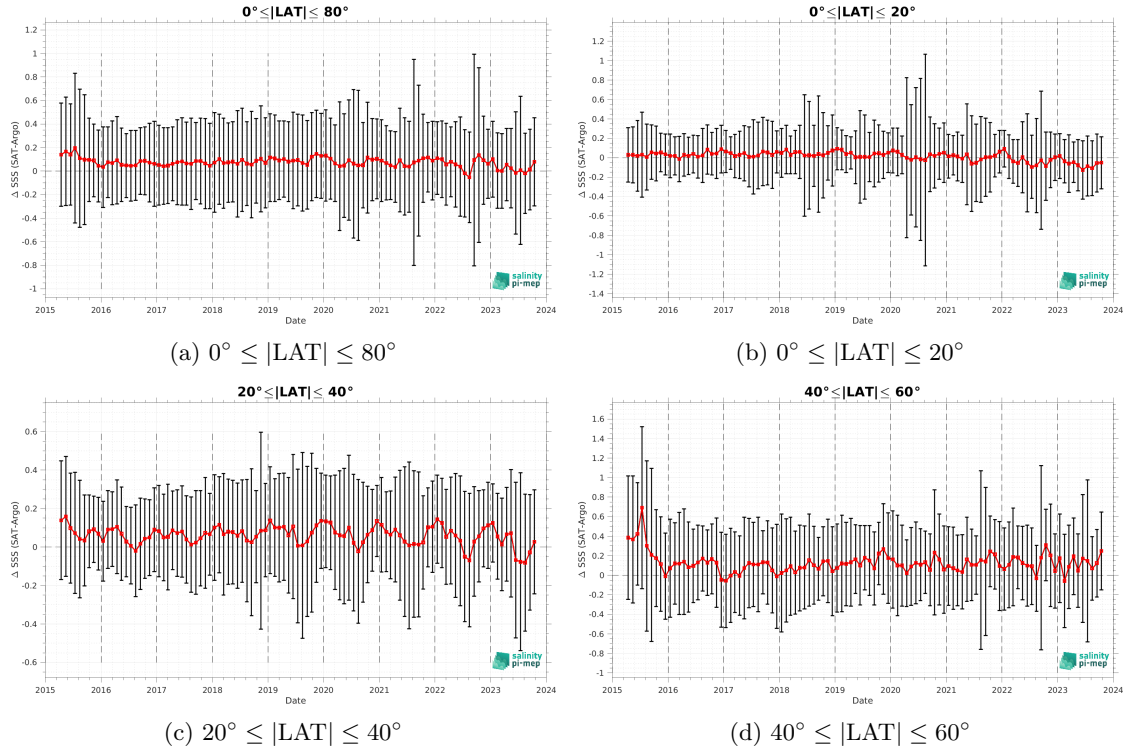 0°≤|LAT|≤ 80°
Δ SSS (SAT-Argo)
1.2
1
0.8
0.6
0.4
0.2
0
-0.2
-0.4
-0.6
-0.8
-1
2015 2016 2017 2018 2019 2020 2021 2022 2023 2024
Date
salinity
pi-mep
(a) 0° ≤ |LAT| ≤ 80°
0°≤|LAT|≤ 20°
Δ SSS (SAT-Argo)
1.2
1
0.8
0.6
0.4
0.2
0
-0.2
-0.4
-0.6
-0.8
-1
-1.2
-1.4
2015 2016 2017 2018 2019 2020 2021 2022 2023 2024
Date
salinity
pi-mep
(b) 0° ≤ |LAT| ≤ 20°
20°≤|LAT|≤ 40°
Δ SSS (SAT-Argo)
0.6
0.4
0.2
0
-0.2
-0.4
-0.6
2015 2016 2017 2018 2019 2020 2021 2022 2023 2024
Date
salinity
pi-mep
(c) 20° ≤ |LAT| ≤ 40°
40°≤|LAT|≤ 60°
Δ SSS (SAT-Argo)
1.6
1.4
1.2
1
0.8
0.6
0.4
0.2
0
-0.2
-0.4
-0.6
-0.8
-1
2015 2016 2017 2018 2019 2020 2021 2022 2023 2024
Date
salinity
pi-mep
(d) 40° ≤ |LAT| ≤ 60°